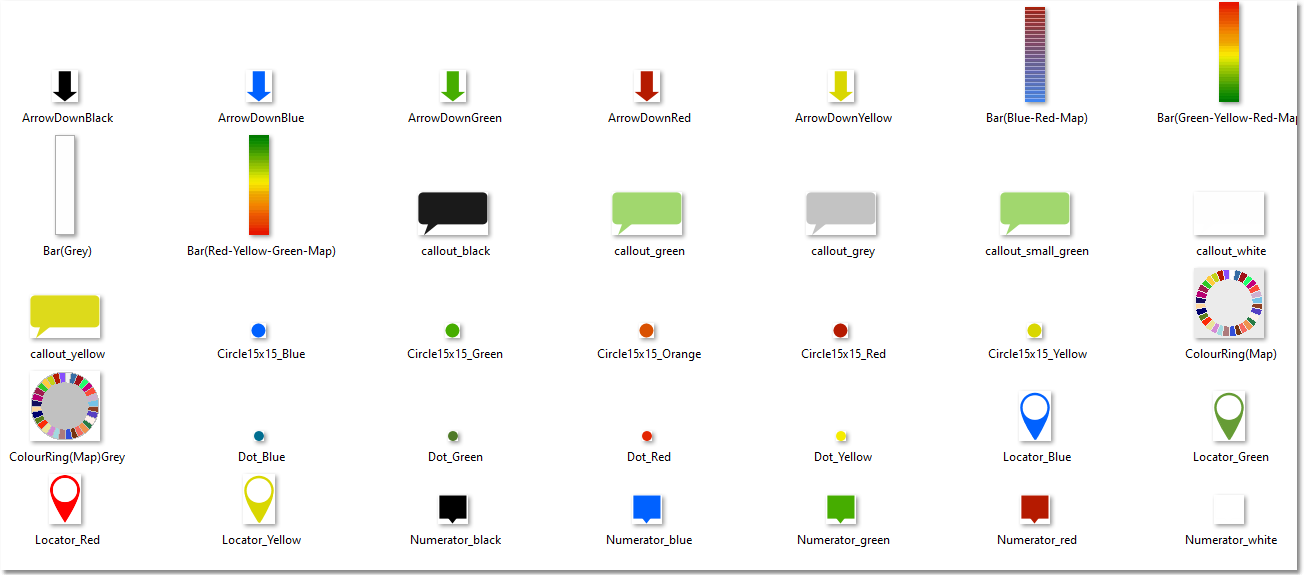 ArrowDownBlack
ArrowDownBlue
ArrowDownGreen
ArrowDownRed
ArrowDownYellow
Bar(Blue-Red-Map)
Bar(Green-Yellow-Red-Map
Bar(Grey)
Bar(Red-Yellow-Green-Map)
callout_black
callout_green
callout_grey
callout_small_green
callout_white
callout_yellow
Circle15x15_Blue
Circle15x15_Green
Circle15x15_Orange
Circle15x15_Red
Circle15x15_Yellow
ColourRing(Map)
ColourRing(Map)Grey
Dot_Blue
Dot_Green
Dot_Red
Dot_Yellow
Locator_Blue
Locator_Green
Locator_Red
Locator_Yellow
Numerator_black
Numerator_blue
Numerator_green
Numerator_red
Numerator_white